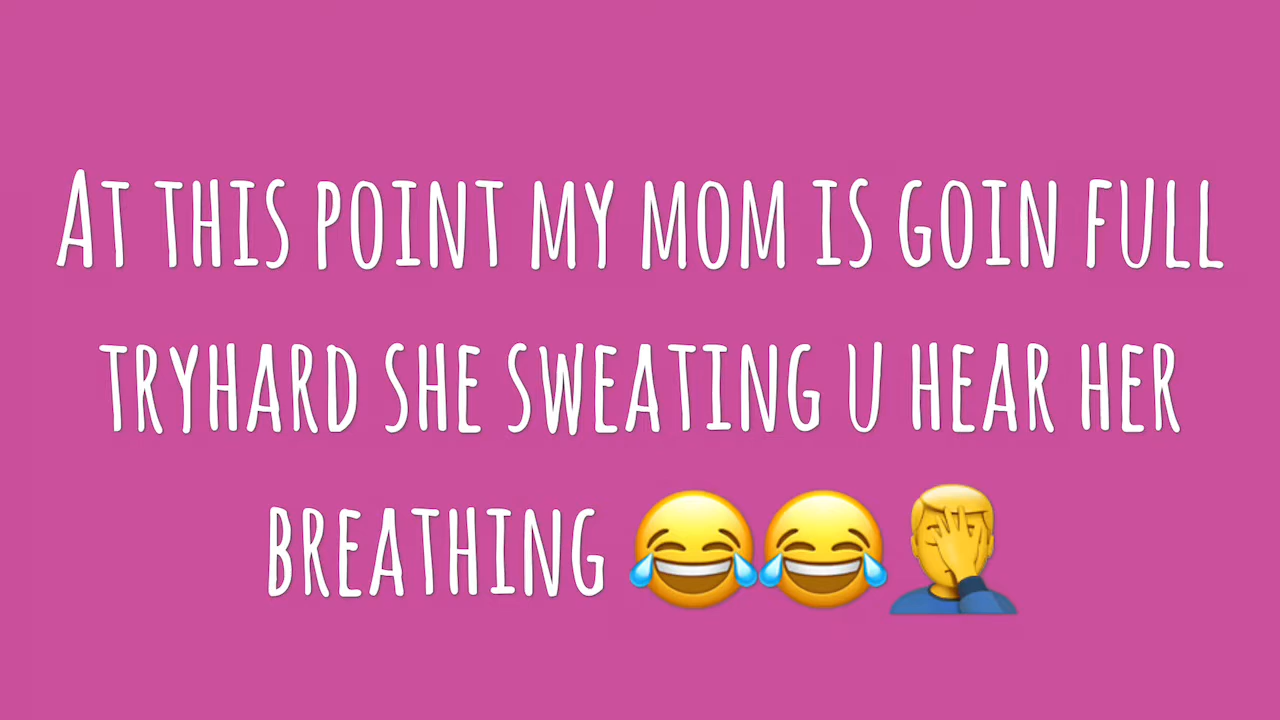 At this point my mom is goin full
tryhard she sweating u hear her
breathing 😂😂🤦‍♂️